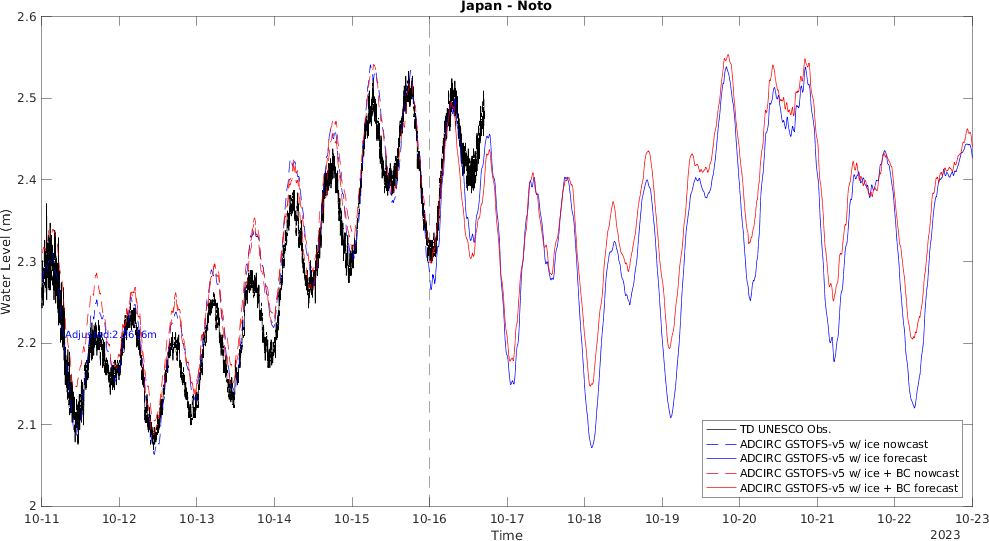 Japan - Noto
Water Level (m)
2.6
2.5
2.4
2.3
2.2
2.1
2
10-11
10-12
10-13
10-14
10-15
10-16
10-17
10-18
10-19
10-20
10-21
10-22
10-23
Time
2023
TD UNESCO Obs.
ADCIRC GSTOFS-v5 w/ ice nowcast
ADCIRC GSTOFS-v5 w/ ice forecast
ADCIRC GSTOFS-v5 w/ ice + BC nowcast
ADCIRC GSTOFS-v5 w/ ice + BC forecast